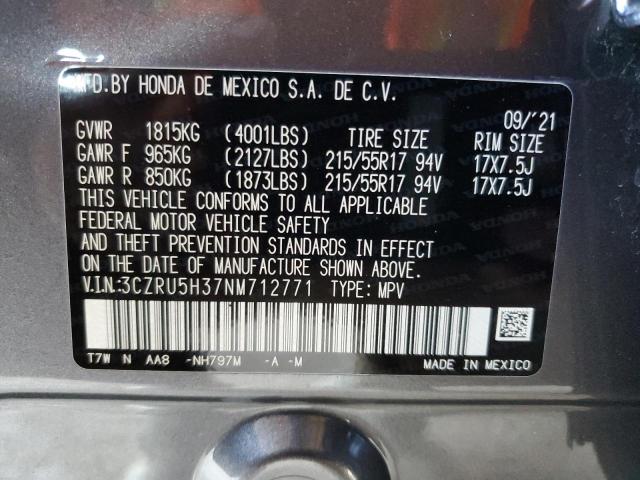 MFD.BY HONDA DE MEXICO S.A. DE C.V.
09/'21
GVWR 1815KG (4001LBS) TIRE SIZE RIM SIZE
GAWR F 965KG (2127LBS) 215/55R17 94V 17X7.5J
GAWR R 850KG (1873LBS) 215/55R17 94V 17X7.5J
THIS VEHICLE CONFORMS TO ALL APPLICABLE
FEDERAL MOTOR VEHICLE SAFETY
AND THEFT PREVENTION STANDARDS IN EFFECT
ON THE DATE OF MANUFACTURE SHOWN ABOVE.
V.I.N.:3CZRU5H37NM712771 TYPE: MPV
T7W N AA8 -NH797M -A -M
MADE IN MEXICO